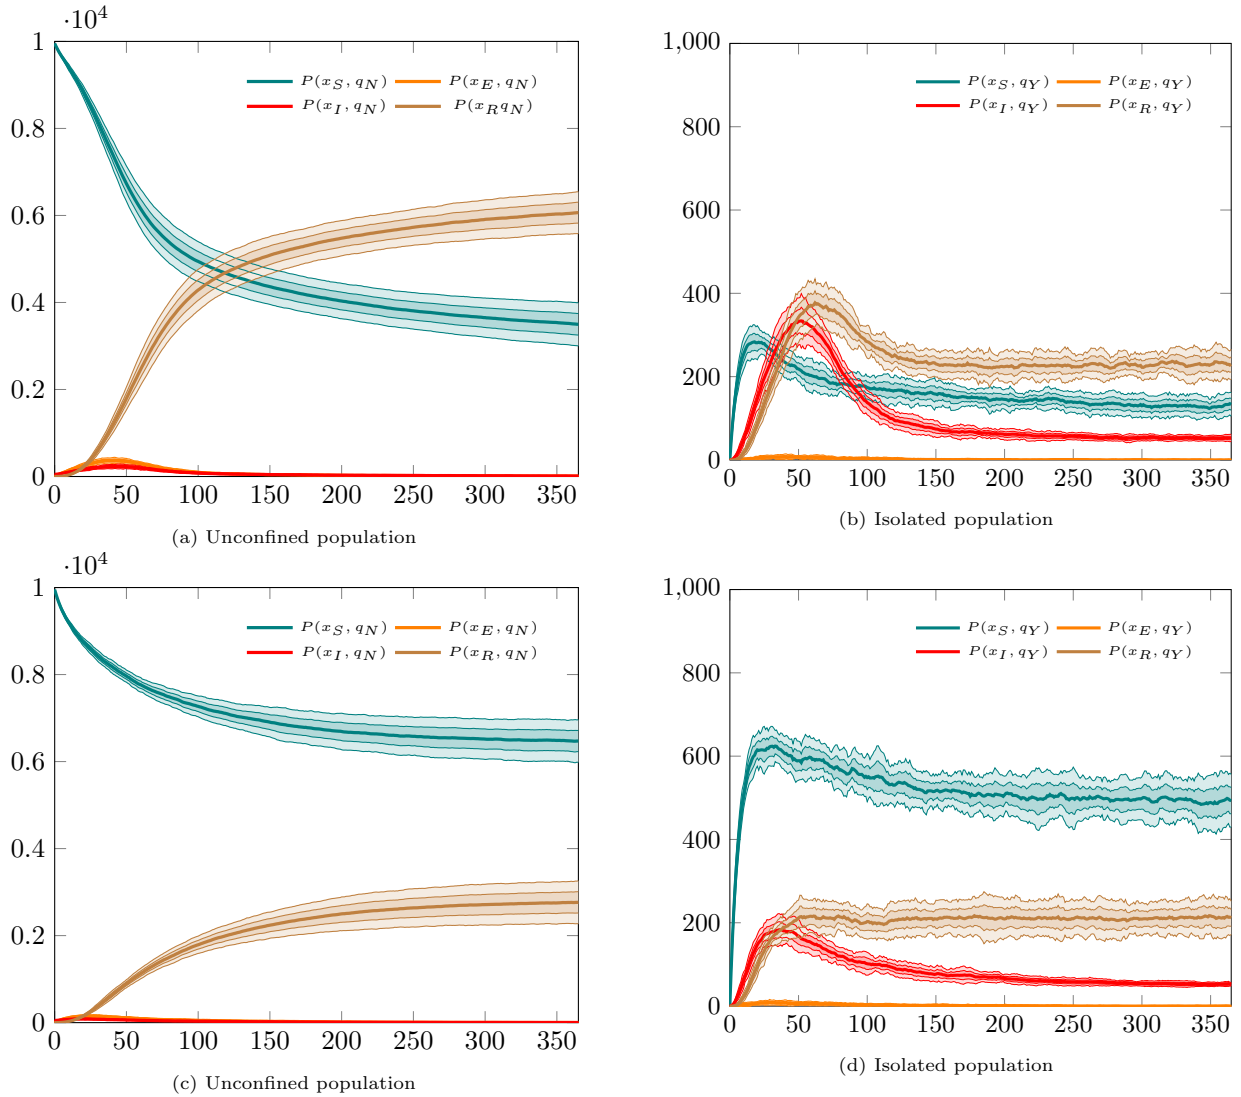 ·10⁴
1
0.8
0.6
0.4
0.2
0
0 50 100 150 200 250 300 350
P(x_S, q_N) P(x_E, q_N)
P(x_I, q_N) P(x_R q_N)
(a) Unconfined population
1,000
800
600
400
200
0
0 50 100 150 200 250 300 350
P(x_S, q_Y) P(x_E, q_Y)
P(x_I, q_Y) P(x_R, q_Y)
(b) Isolated population
·10⁴
1
0.8
0.6
0.4
0.2
0
0 50 100 150 200 250 300 350
P(x_S, q_N) P(x_E, q_N)
P(x_I, q_N) P(x_R, q_N)
(c) Unconfined population
1,000
800
600
400
200
0
0 50 100 150 200 250 300 350
P(x_S, q_Y) P(x_E, q_Y)
P(x_I, q_Y) P(x_R, q_Y)
(d) Isolated population